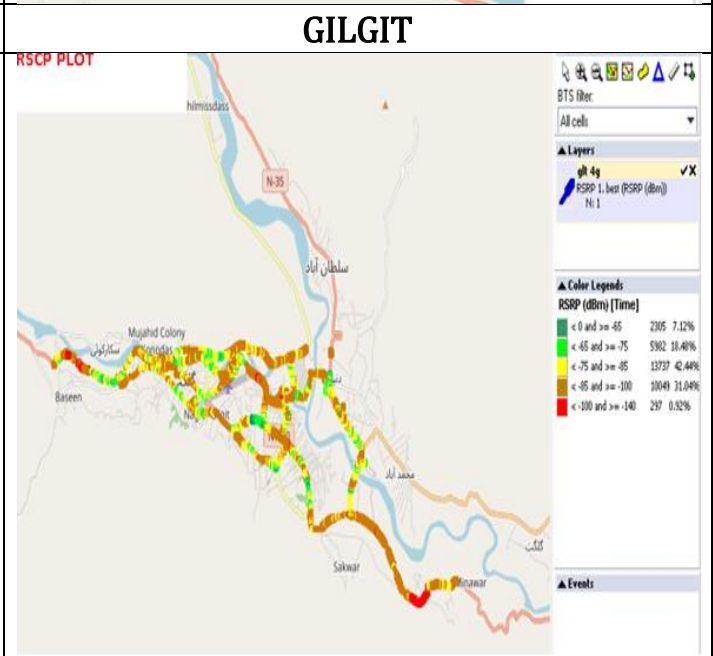 GILGIT
RSCP PLOT
hilmissdass
N-35
سلطان آباد
Mujahid Colony
سکارکوئی
Baseen
محمد آباد
Sakwar
Minawar
گلگت
BTS filter:
All cells
Layers
glt 4g
RSRP 1. best (RSRP (dBm))
N: 1
Color Legends
RSRP (dBm) [Time]
< 0 and >= -65 2305 7.12%
< -65 and >= -75 5982 18.48%
< -75 and >= -85 13737 42.44%
< -85 and >= -100 10049 31.04%
< -100 and >= -140 297 0.92%
Events